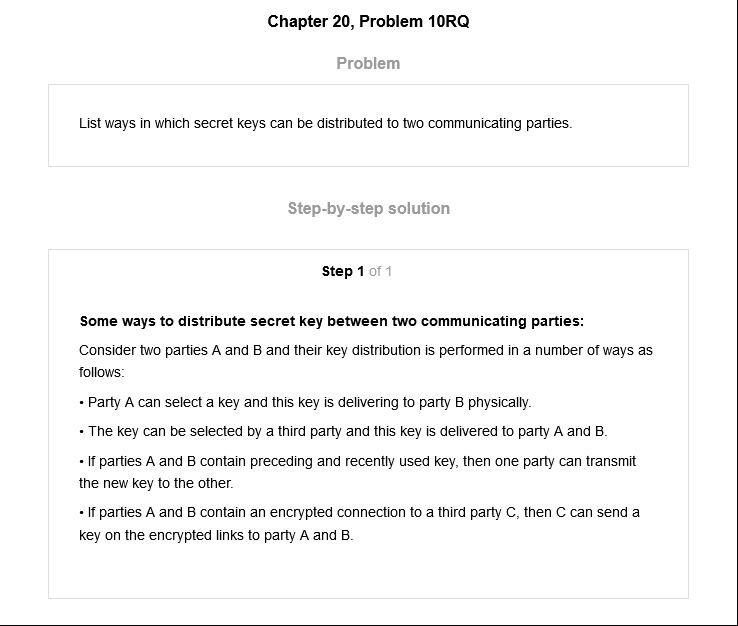 Chapter 20, Problem 10RQ
Problem
List ways in which secret keys can be distributed to two communicating parties.
Step-by-step solution
Step 1 of 1
Some ways to distribute secret key between two communicating parties:
Consider two parties A and B and their key distribution is performed in a number of ways as
follows:
• Party A can select a key and this key is delivering to party B physically.
• The key can be selected by a third party and this key is delivered to party A and B.
• If parties A and B contain preceding and recently used key, then one party can transmit
the new key to the other.
• If parties A and B contain an encrypted connection to a third party C, then C can send a
key on the encrypted links to party A and B.